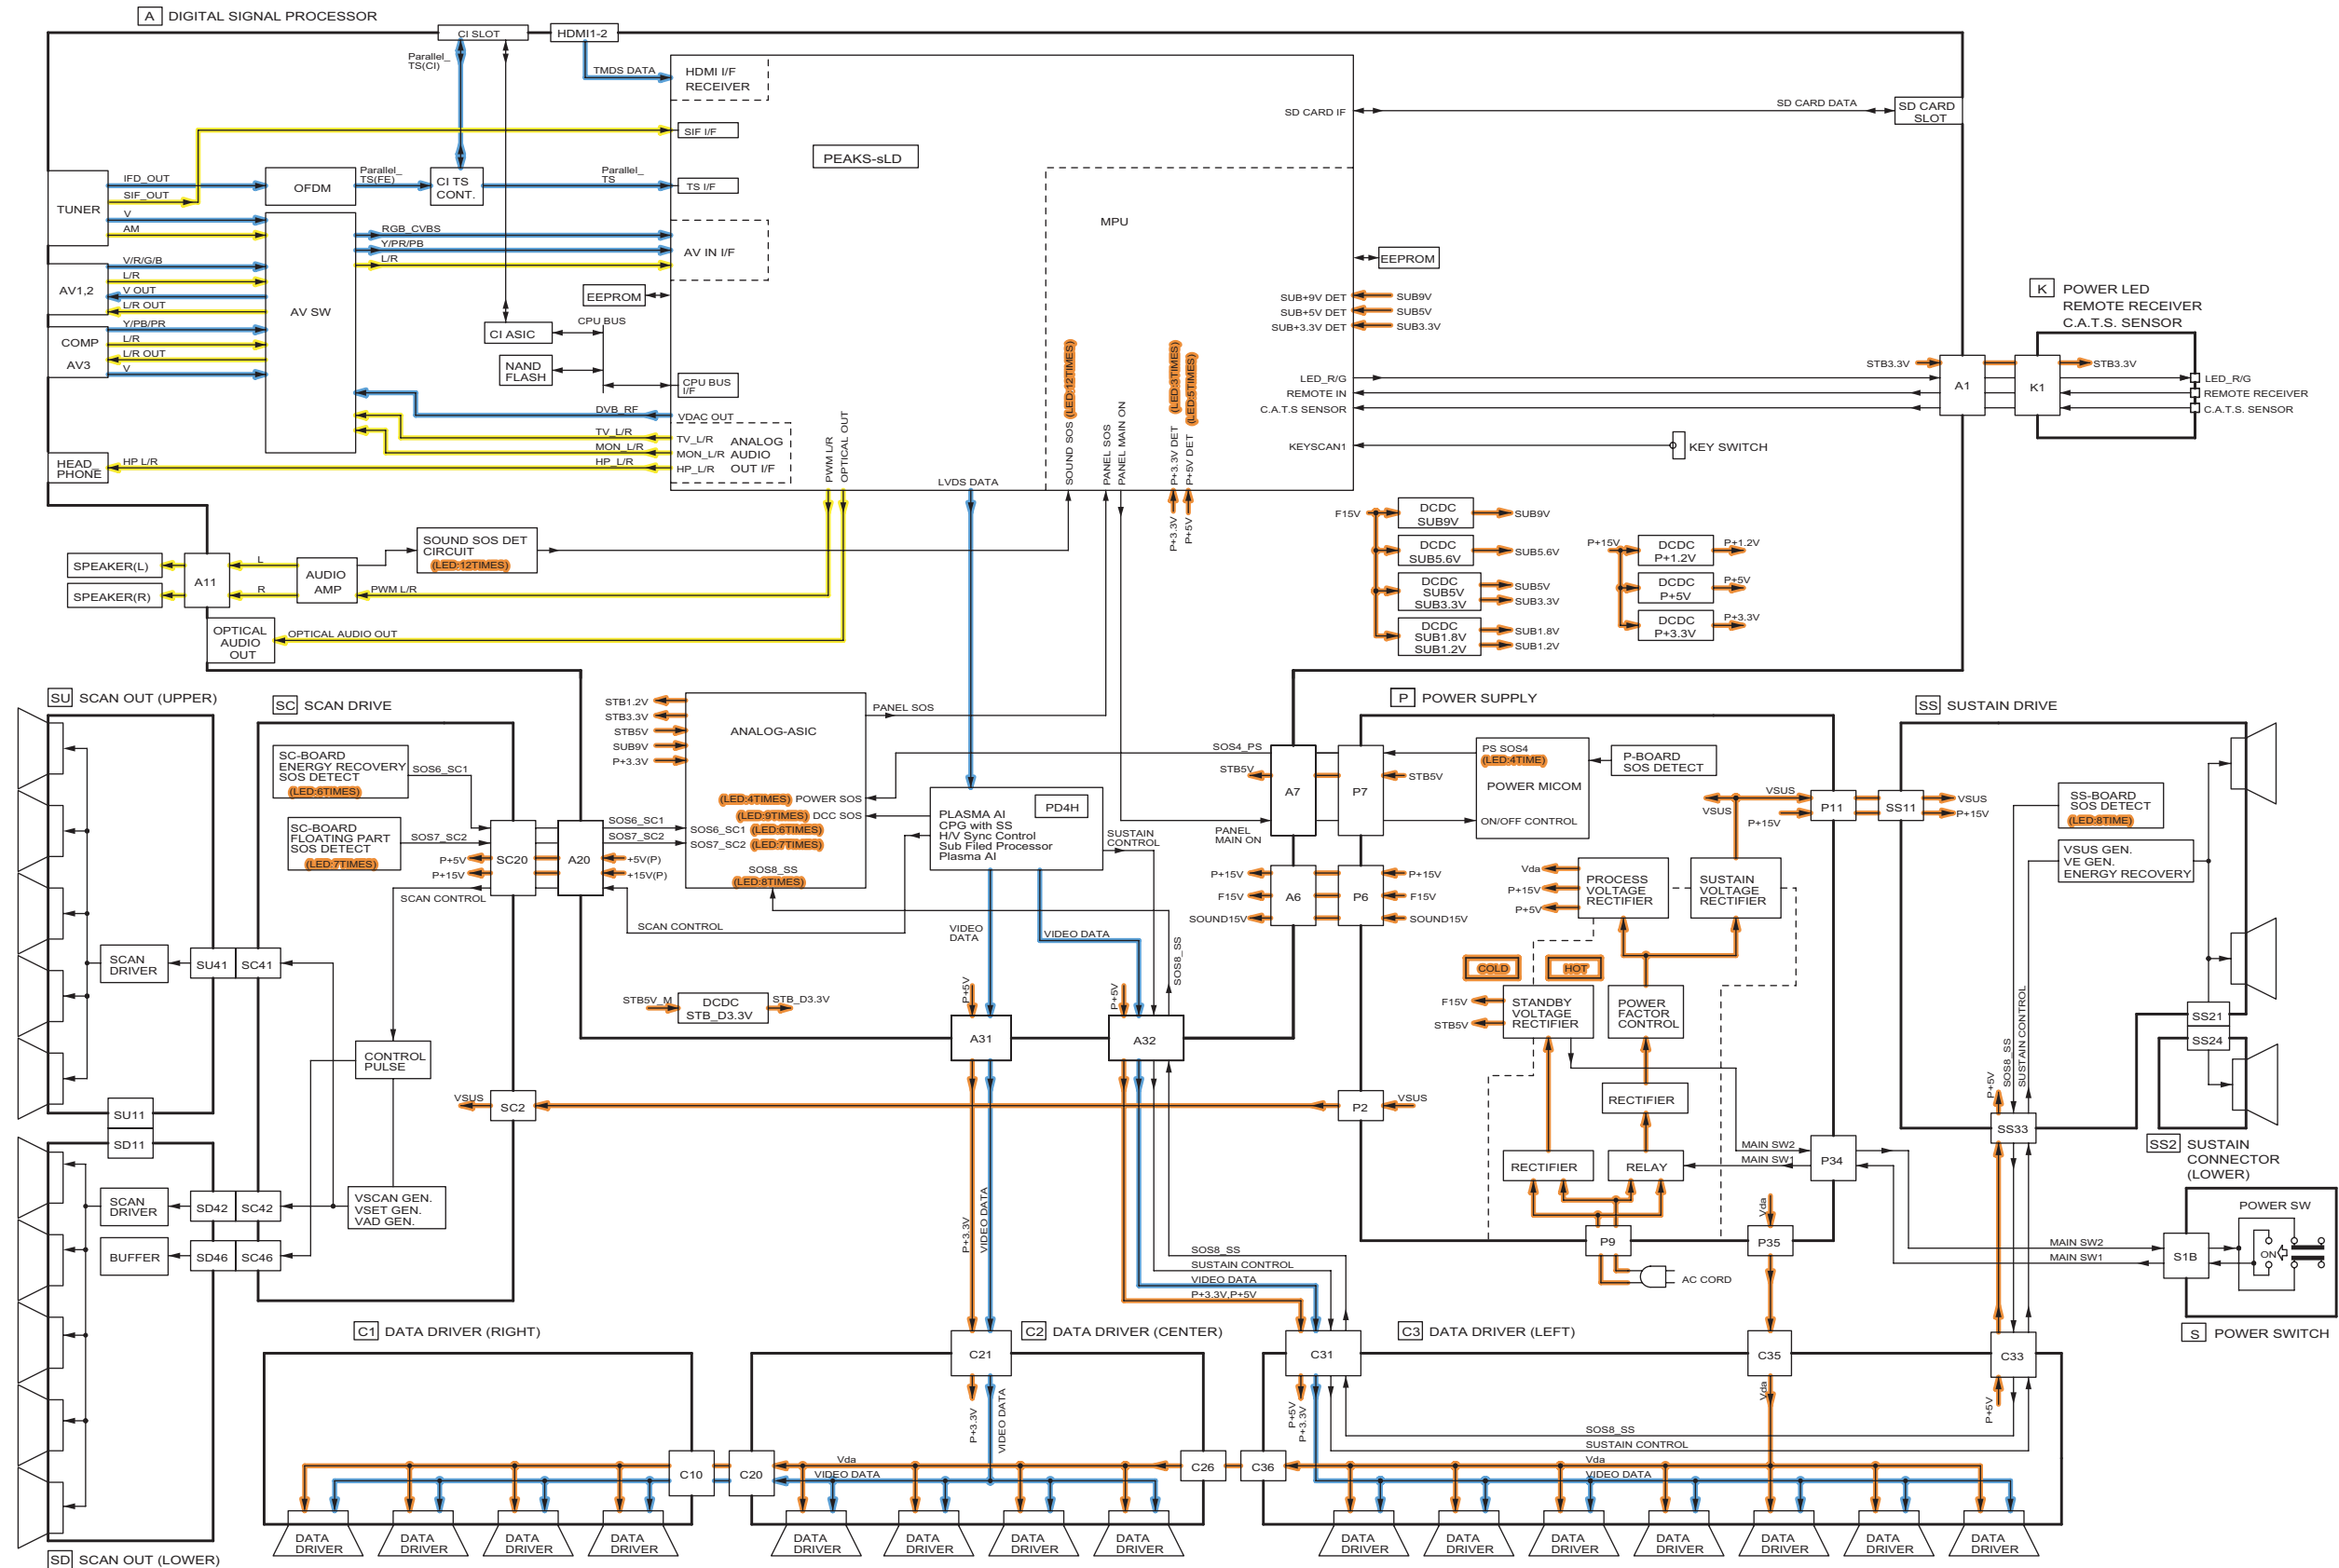 A DIGITAL SIGNAL PROCESSOR
CI SLOT
HDMI1-2
Parallel_
TS(CI)
TMDS DATA
HDMI I/F
RECEIVER
SD CARD IF
SD CARD DATA
SD CARD
SLOT
SIF I/F
PEAKS-sLD
TUNER
IFD_OUT
SIF_OUT
V
AM
OFDM
Parallel_
TS(FE)
CI TS
CONT.
Parallel_
TS
TS I/F
MPU
RGB_CVBS
Y/PR/PB
L/R
AV IN I/F
AV1,2
V/R/G/B
L/R
V OUT
L/R OUT
AV SW
EEPROM
EEPROM
COMP
AV3
Y/PB/PR
L/R
L/R OUT
V
CI ASIC
CPU BUS
NAND
FLASH
CPU BUS
I/F
SUB+9V DET
SUB+5V DET
SUB+3.3V DET
SUB9V
SUB5V
SUB3.3V
K POWER LED
REMOTE RECEIVER
C.A.T.S. SENSOR
STB3.3V
A1
K1
STB3.3V
LED_R/G
REMOTE IN
C.A.T.S SENSOR
KEYSCAN1
LED_R/G
REMOTE RECEIVER
C.A.T.S. SENSOR
KEY SWITCH
DVB_RF
VDAC OUT
TV_L/R
MON_L/R
HP_L/R
TV_L/R
MON_L/R
HP_L/R
ANALOG
AUDIO
OUT I/F
HEAD_
PHONE
HP L/R
PWM L/R
OPTICAL OUT
LVDS DATA
SOUND SOS (LED:12TIMES)
PANEL SOS
PANEL MAIN ON
P+3.3V DET (LED:3TIMES)
P+5V DET (LED:5TIMES)
P+3.3V
P+5V
SPEAKER(L)
SPEAKER(R)
A11
L
R
AUDIO
AMP
SOUND SOS DET
CIRCUIT
(LED:12TIMES)
PWM L/R
OPTICAL
AUDIO
OUT
OPTICAL AUDIO OUT
F15V
DCDC
SUB9V
SUB9V
DCDC
SUB5.6V
SUB5.6V
DCDC
SUB5V
SUB3.3V
SUB5V
SUB3.3V
DCDC
SUB1.8V
SUB1.2V
SUB1.8V
SUB1.2V
P+15V
DCDC
P+1.2V
P+1.2V
DCDC
P+5V
P+5V
DCDC
P+3.3V
P+3.3V
SU SCAN OUT (UPPER)
SC SCAN DRIVE
SC-BOARD
ENERGY RECOVERY
SOS DETECT
(LED:6TIMES)
SOS6_SC1
SC-BOARD
FLOATING PART
SOS DETECT
(LED:7TIMES)
SOS7_SC2
SC20
A20
P+5V
P+15V
SCAN CONTROL
SOS6_SC1
SOS7_SC2
+5V(P)
+15V(P)
SCAN CONTROL
STB1.2V
STB3.3V
STB5V
SUB9V
P+3.3V
ANALOG-ASIC
PANEL SOS
(LED:4TIMES) POWER SOS
(LED:9TIMES) DCC SOS
SOS6_SC1 (LED:6TIMES)
SOS7_SC2 (LED:7TIMES)
SOS8_SS
(LED:8TIMES)
PD4H
PLASMA AI
CPG with SS
H/V Sync Control
Sub Filed Processor
Plasma AI
SUSTAIN
CONTROL
SOS4_PS
STB5V
PANEL
MAIN ON
A7
P7
P POWER SUPPLY
PS SOS4
(LED:4TIME)
POWER MICOM
ON/OFF CONTROL
P-BOARD
SOS DETECT
STB5V
P+15V
F15V
SOUND15V
A6
P6
P+15V
F15V
SOUND15V
VSUS
VSUS
P+15V
P11
SS11
VSUS
P+15V
Vda
P+15V
P+5V
PROCESS
VOLTAGE
RECTIFIER
SUSTAIN
VOLTAGE
RECTIFIER
COLD
HOT
SS SUSTAIN DRIVE
SS-BOARD
SOS DETECT
(LED:8TIME)
VSUS GEN.
VE GEN.
ENERGY RECOVERY
SCAN
DRIVER
SU41
SC41
VIDEO
DATA
VIDEO DATA
SOS8_SS
P+5V
P+5V
STB5V_M
DCDC
STB_D3.3V
STB_D3.3V
A31
A32
F15V
STB5V
STANDBY
VOLTAGE
RECTIFIER
POWER
FACTOR
CONTROL
RECTIFIER
SS21
SS24
CONTROL
PULSE
VSUS
SC2
P2
VSUS
P+5V
SOS8_SS
SUSTAIN CONTROL
SS33
SU11
SD11
RECTIFIER
RELAY
MAIN SW2
MAIN SW1
P34
SS2 SUSTAIN
CONNECTOR
(LOWER)
SCAN
DRIVER
SD42
SC42
VSCAN GEN.
VSET GEN.
VAD GEN.
BUFFER
SD46
SC46
P+3.3V
VIDEO DATA
SOS8_SS
SUSTAIN CONTROL
VIDEO DATA
P+3.3V,P+5V
P9
AC CORD
Vda
P35
MAIN SW2
MAIN SW1
S1B
POWER SW
ON
S POWER SWITCH
C1 DATA DRIVER (RIGHT)
C2 DATA DRIVER (CENTER)
C3 DATA DRIVER (LEFT)
C21
C31
C35
C33
P+3.3V
VIDEO DATA
P+5V
P+3.3V
Vda
P+5V
SOS8_SS
SUSTAIN CONTROL
C10
C20
Vda
VIDEO DATA
C26
C36
Vda
VIDEO DATA
DATA
DRIVER
DATA
DRIVER
DATA
DRIVER
DATA
DRIVER
DATA
DRIVER
DATA
DRIVER
DATA
DRIVER
DATA
DRIVER
DATA
DRIVER
DATA
DRIVER
DATA
DRIVER
DATA
DRIVER
DATA
DRIVER
DATA
DRIVER
DATA
DRIVER
SD SCAN OUT (LOWER)